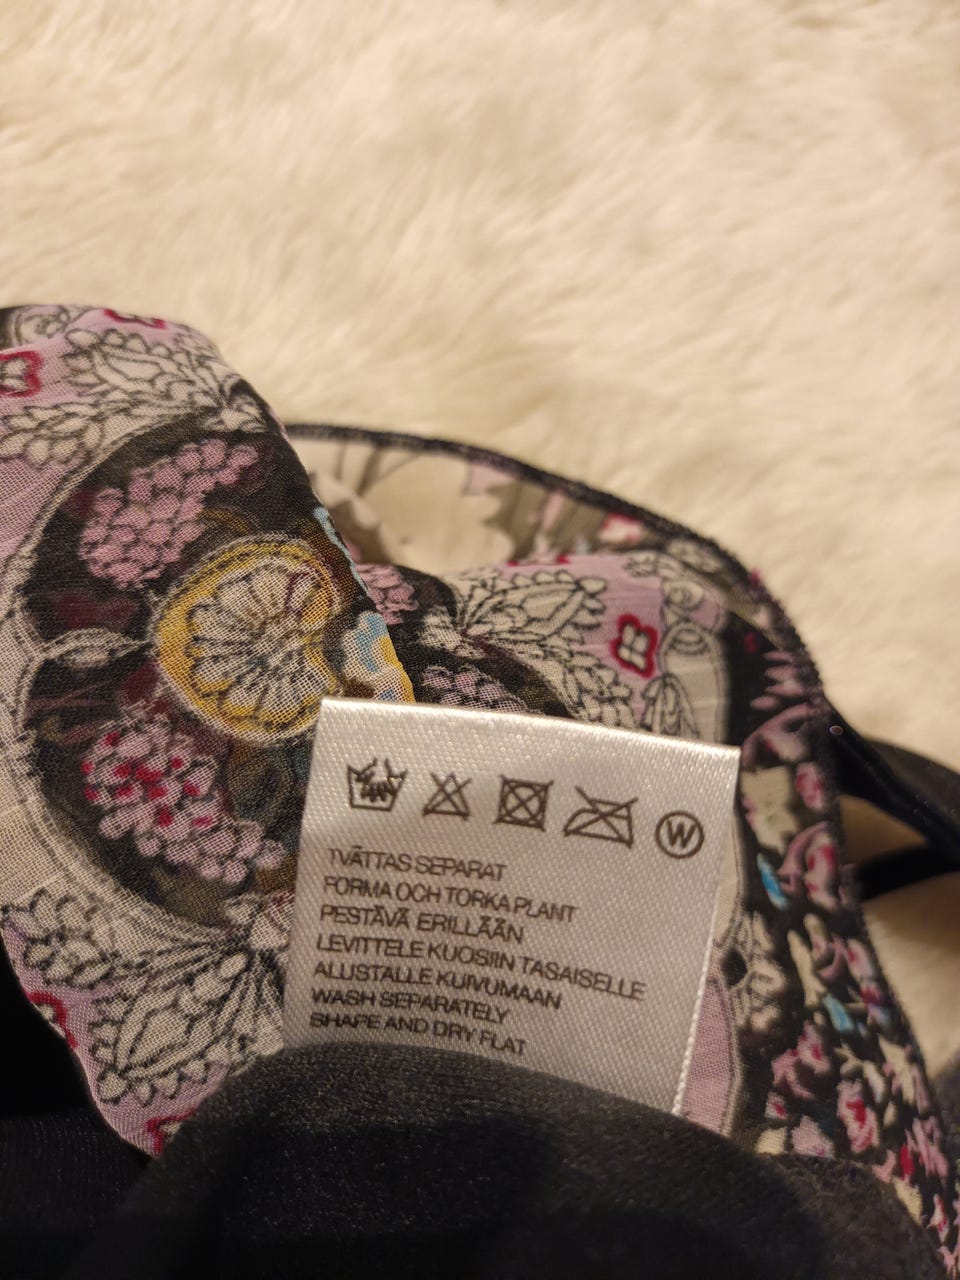 W
TVÄTTAS SEPARAT
FORMA OCH TORKA PLANT
PESTÄVÄ ERILLÄÄN
LEVITTELE KUOSIIN TASAISELLE
ALUSTALLE KUIVUMAAN
WASH SEPARATELY
SHAPE AND DRY FLAT